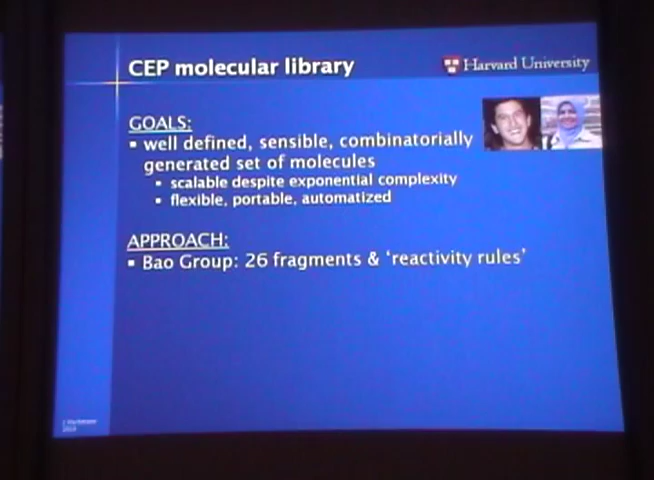 CEP molecular library
Harvard University
GOALS:
▪ well defined, sensible, combinatorially
generated set of molecules
▪ scalable despite exponential complexity
▪ flexible, portable, automatized
APPROACH:
▪ Bao Group: 26 fragments & ‘reactivity rules’